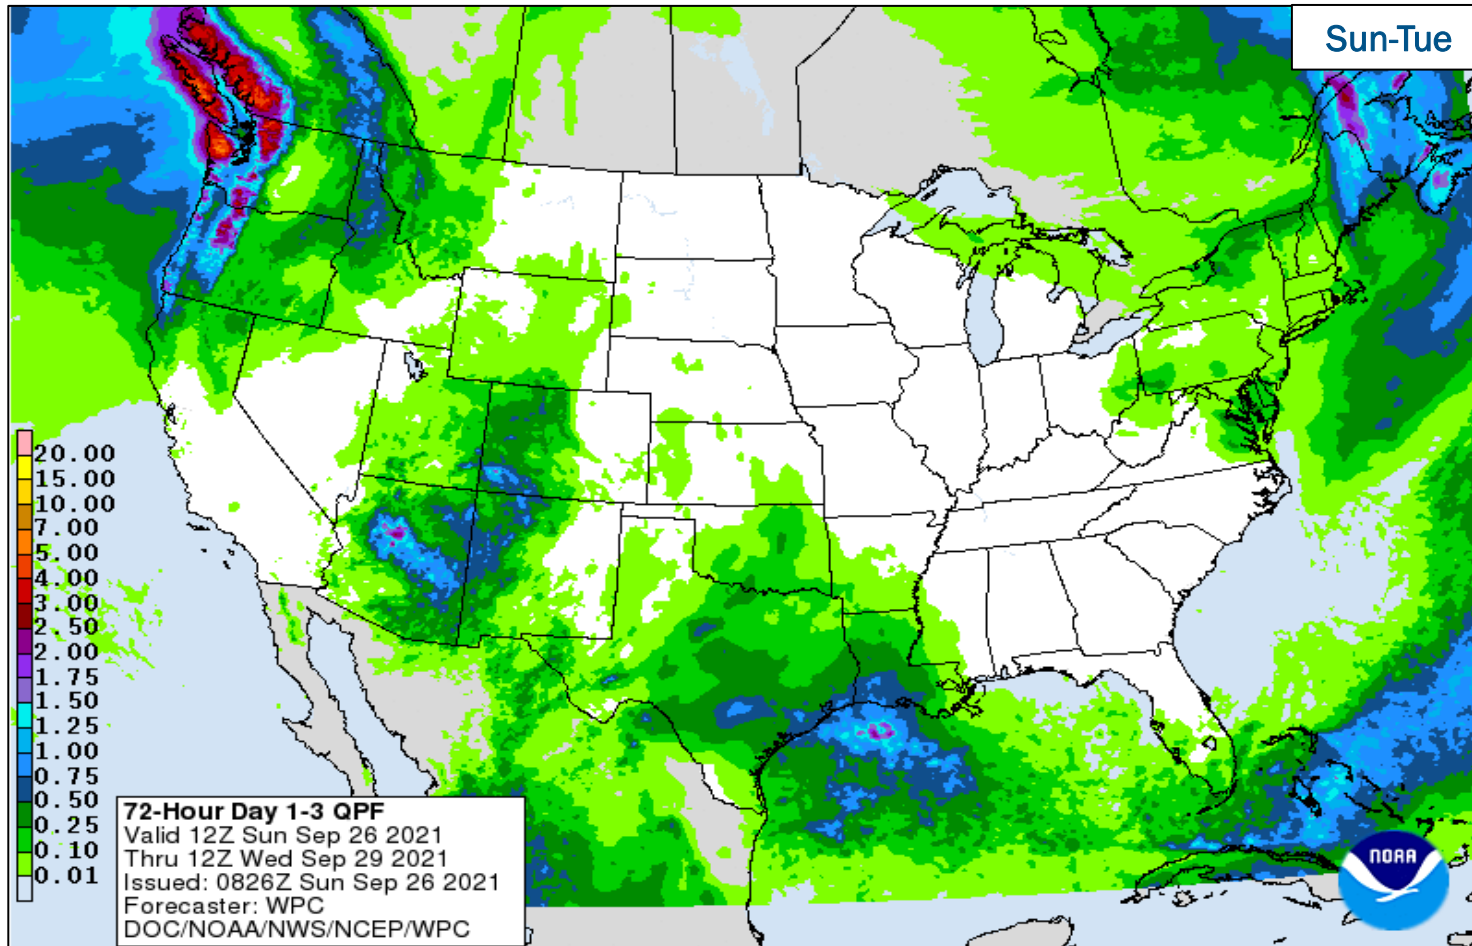 Sun-Tue
20.00
15.00
10.00
7.00
5.00
4.00
3.00
2.50
2.00
1.75
1.50
1.25
1.00
0.75
0.50
0.25
0.10
0.01
72-Hour Day 1-3 QPF
Valid 12Z Sun Sep 26 2021
Thru 12Z Wed Sep 29 2021
Issued: 0826Z Sun Sep 26 2021
Forecaster: WPC
DOC/NOAA/NWS/NCEP/WPC
NOAA